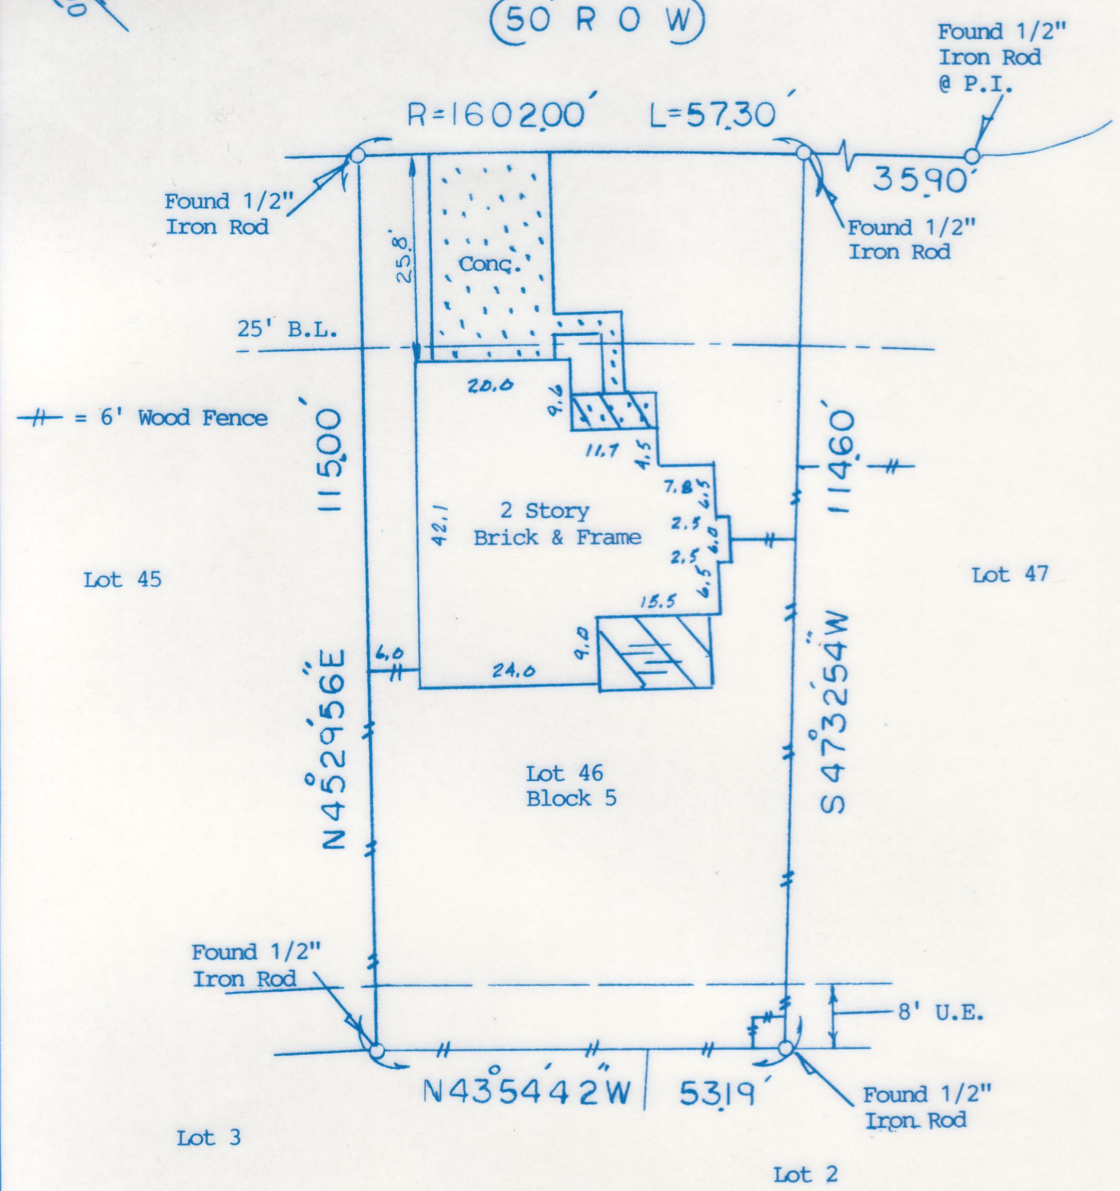 50' R O W
Found 1/2"
Iron Rod
@ P.I.
R=1602.00' L=57.30'
35.90'
Found 1/2"
Iron Rod
Found 1/2"
Iron Rod
25.8'
Conc.
25' B.L.
20.0
9.6
= 6' Wood Fence
115.00'
114.60'
11.7
4.5
7.8
6.5
42.1
2 Story
Brick & Frame
2.5
6.0
2.5
6.5
Lot 45
Lot 47
15.5
9.0
6.0
24.0
N45°29'56"E
S47°32'54"W
Lot 46
Block 5
Found 1/2"
Iron Rod
8' U.E.
N43°54'42"W 53.19'
Found 1/2"
Iron Rod
Lot 3
Lot 2